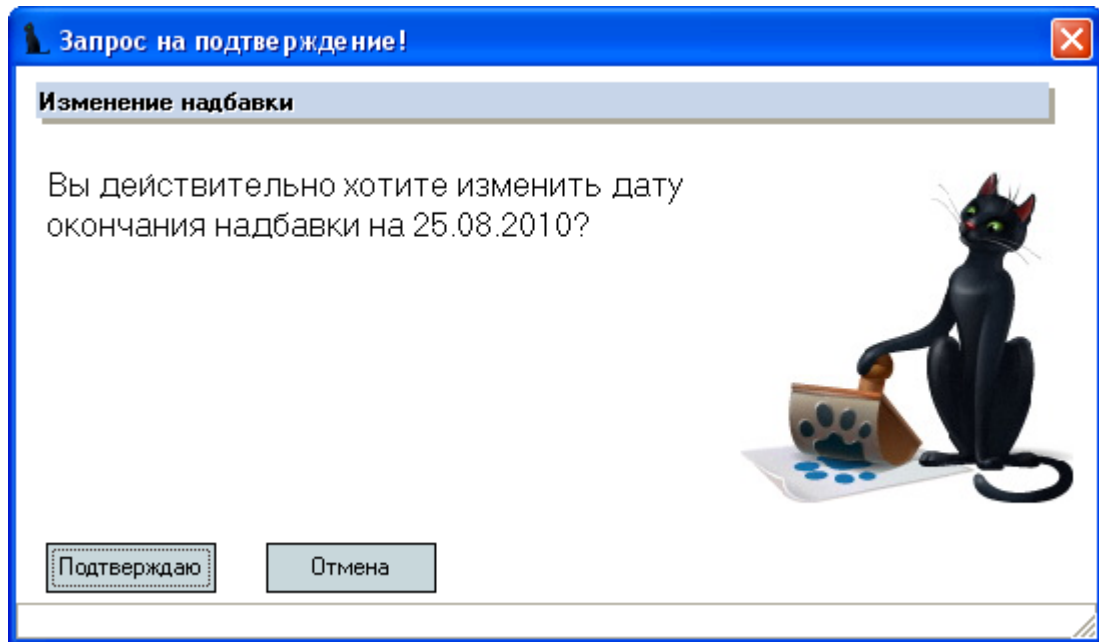 Запрос на подтверждение!
Изменение надбавки
Вы действительно хотите изменить дату
окончания надбавки на 25.08.2010?
Подтверждаю
Отмена